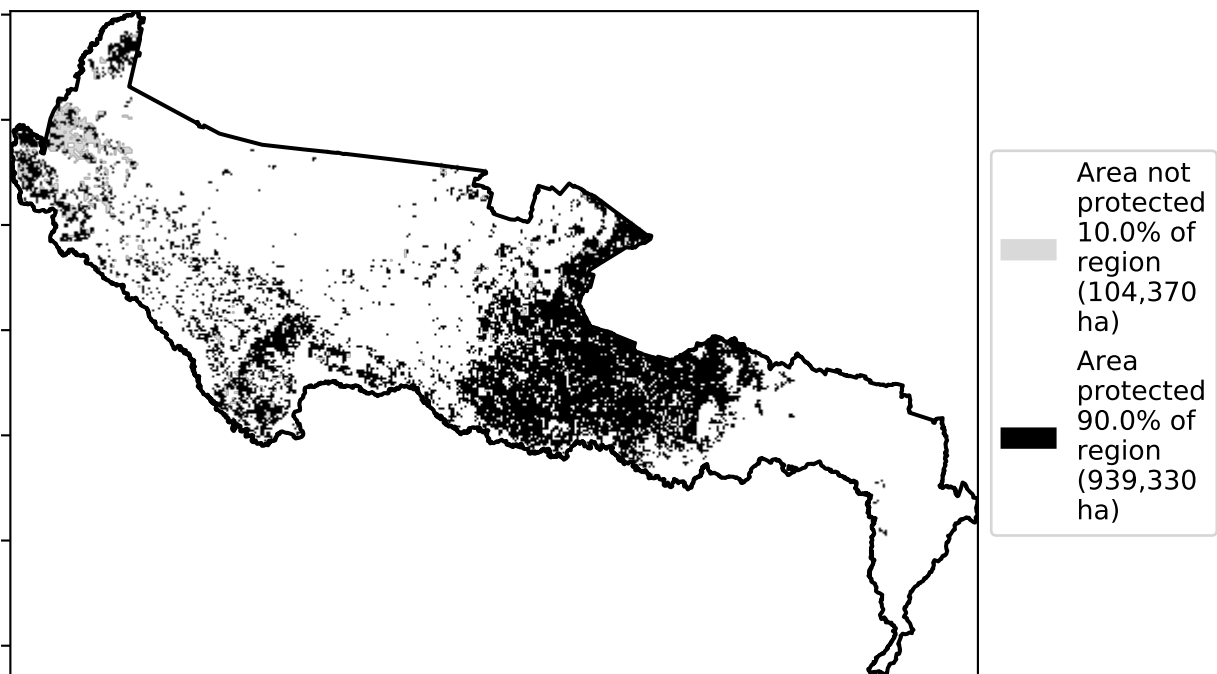 Area not
protected
10.0% of
region
(104,370
ha)
Area
protected
90.0% of
region
(939,330
ha)